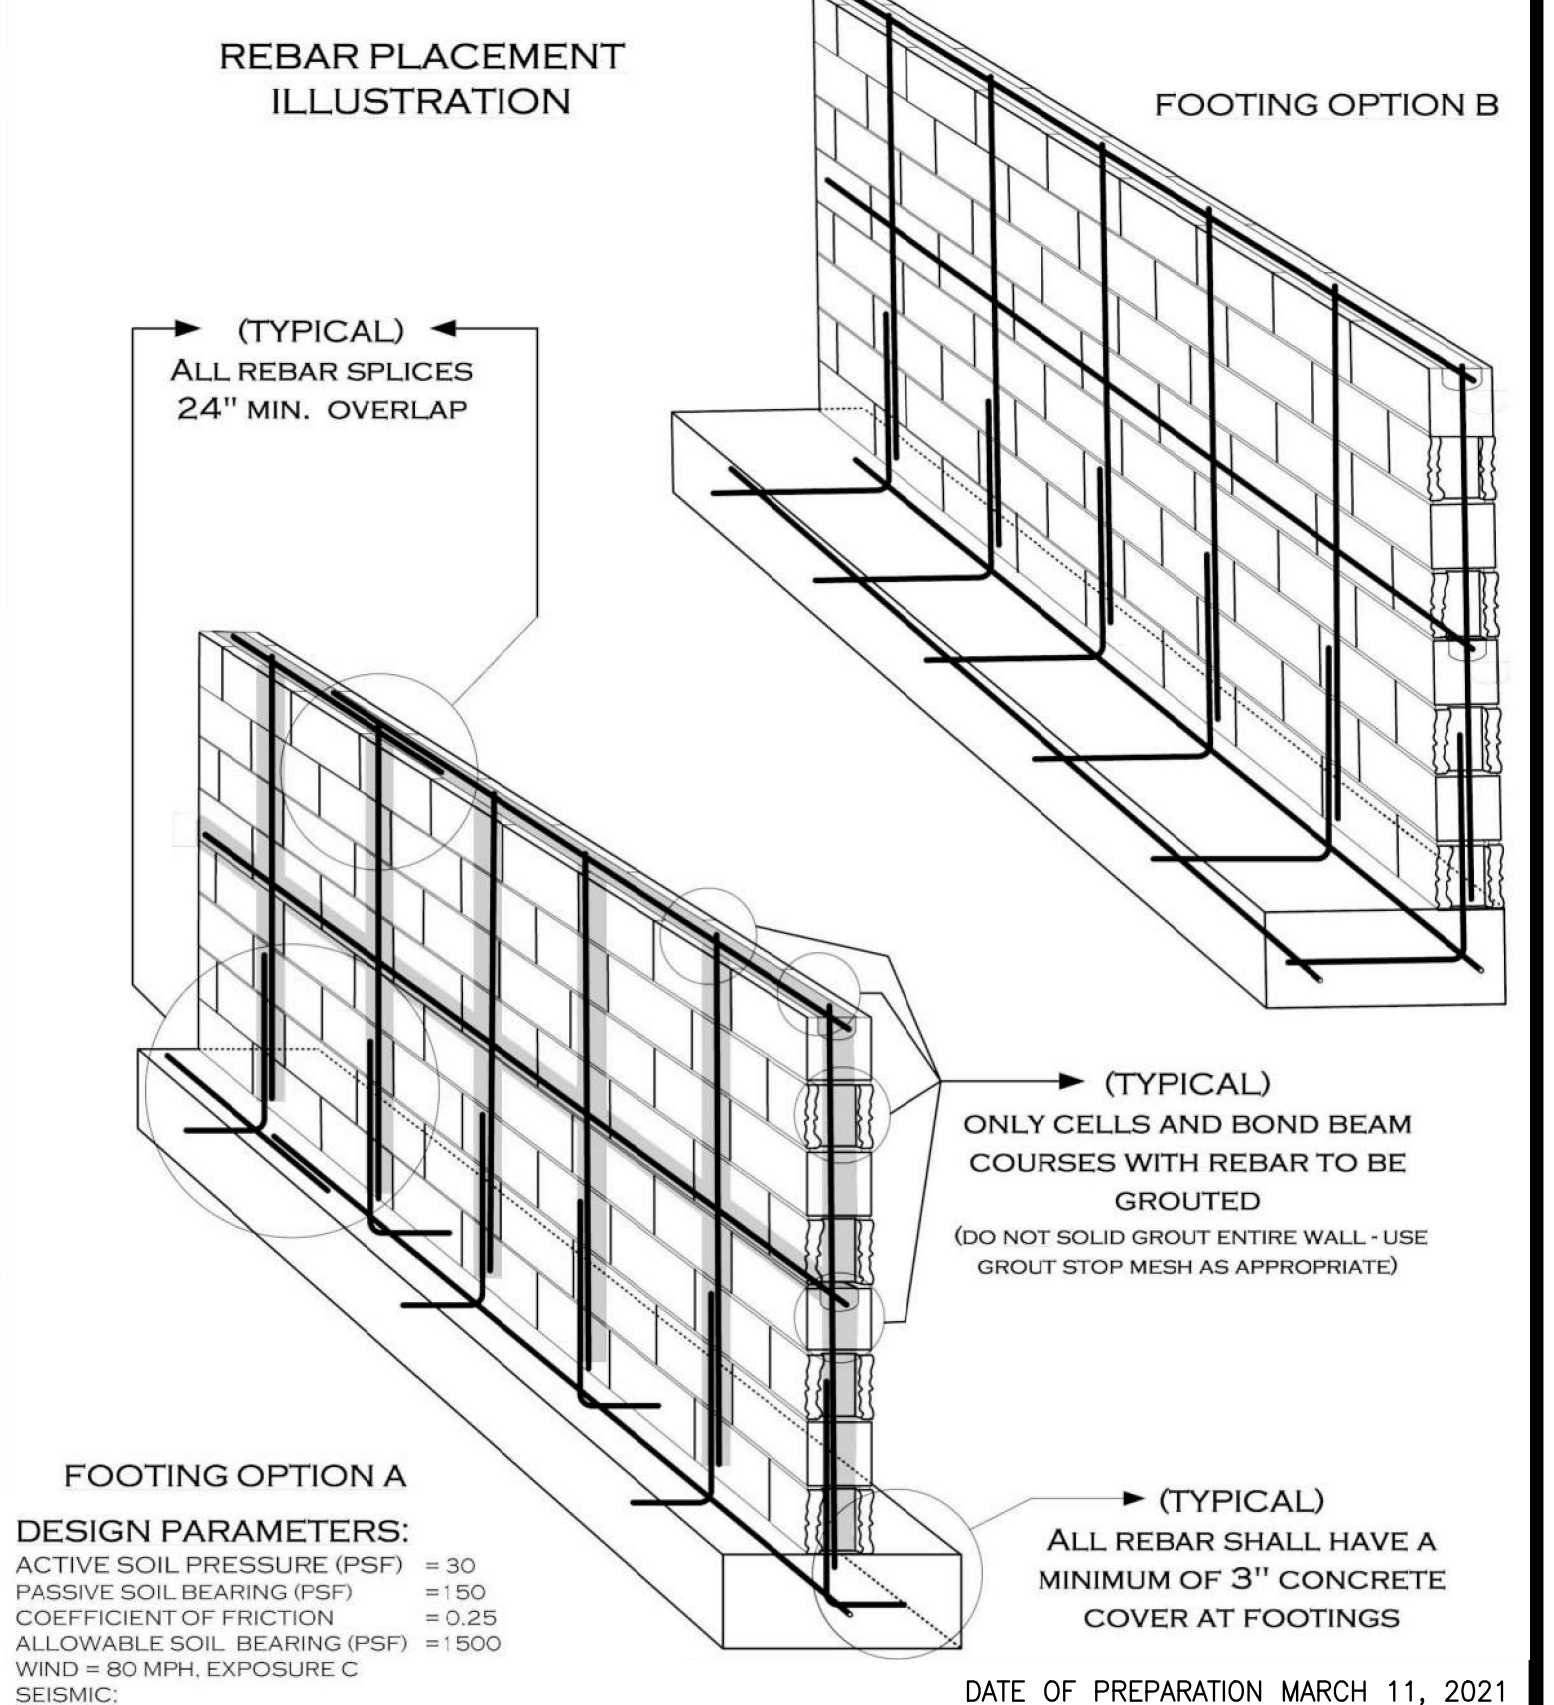 REBAR PLACEMENT
ILLUSTRATION
FOOTING OPTION B
(TYPICAL)
ALL REBAR SPLICES
24" MIN. OVERLAP
(TYPICAL)
ONLY CELLS AND BOND BEAM
COURSES WITH REBAR TO BE
GROUTED
(DO NOT SOLID GROUT ENTIRE WALL - USE
GROUT STOP MESH AS APPROPRIATE)
FOOTING OPTION A
DESIGN PARAMETERS:
ACTIVE SOIL PRESSURE (PSF) = 30
PASSIVE SOIL BEARING (PSF) =150
COEFFICIENT OF FRICTION = 0.25
ALLOWABLE SOIL BEARING (PSF) =1500
WIND = 80 MPH, EXPOSURE C
SEISMIC:
(TYPICAL)
ALL REBAR SHALL HAVE A
MINIMUM OF 3" CONCRETE
COVER AT FOOTINGS
DATE OF PREPARATION MARCH 11, 2021